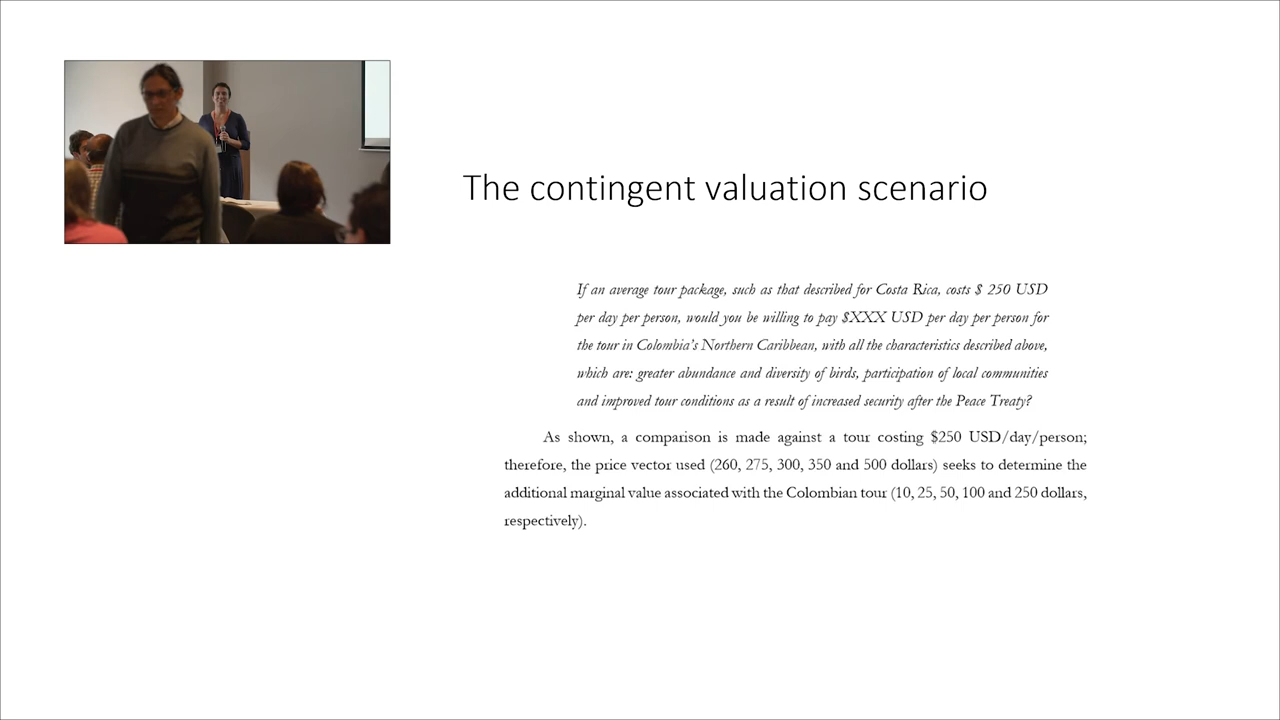 The contingent valuation scenario
If an average tour package, such as that described for Costa Rica, costs $ 250 USD
per day per person, would you be willing to pay $XXX USD per day per person for
the tour in Colombia's Northern Caribbean, with all the characteristics described above,
which are: greater abundance and diversity of birds, participation of local communities
and improved tour conditions as a result of increased security after the Peace Treaty?
As shown, a comparison is made against a tour costing $250 USD/day/person;
therefore, the price vector used (260, 275, 300, 350 and 500 dollars) seeks to determine the
additional marginal value associated with the Colombian tour (10, 25, 50, 100 and 250 dollars,
respectively).